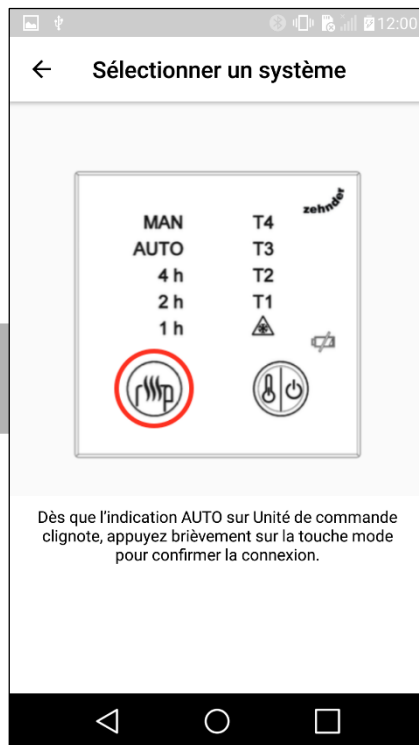 12:00
Sélectionner un système
zehnder
MAN T4
AUTO T3
4 h T2
2 h T1
1 h
Dès que l'indication AUTO sur Unité de commande
clignote, appuyez brièvement sur la touche mode
pour confirmer la connexion.